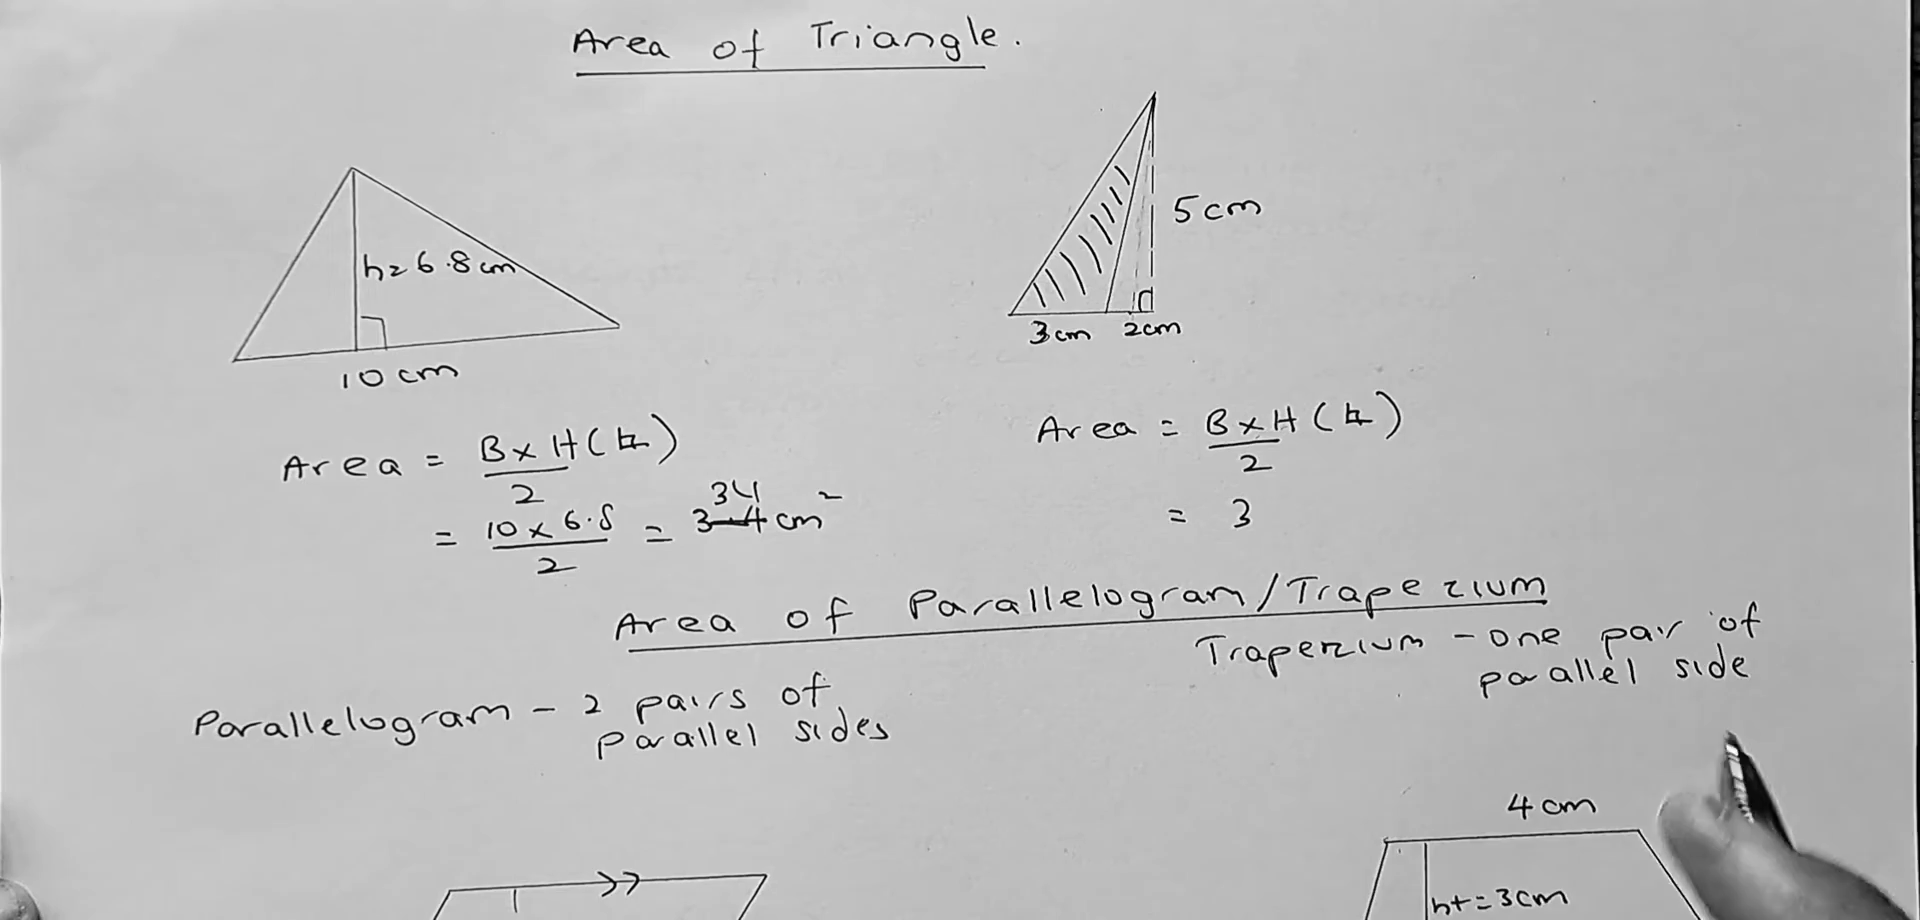 Area of Triangle.
h=6.8cm
10cm
5cm
3cm 2cm
Area = B×H(⊾)
2
= 10 × 6.8 = 3.4 cm²
2
34
Area = B×H(⊾)
2
= 3
Area of Parallelogram/Trapezium
Parallelogram - 2 pairs of
parallel sides
Trapezium - one pair of
parallel side
4cm
ht=3cm